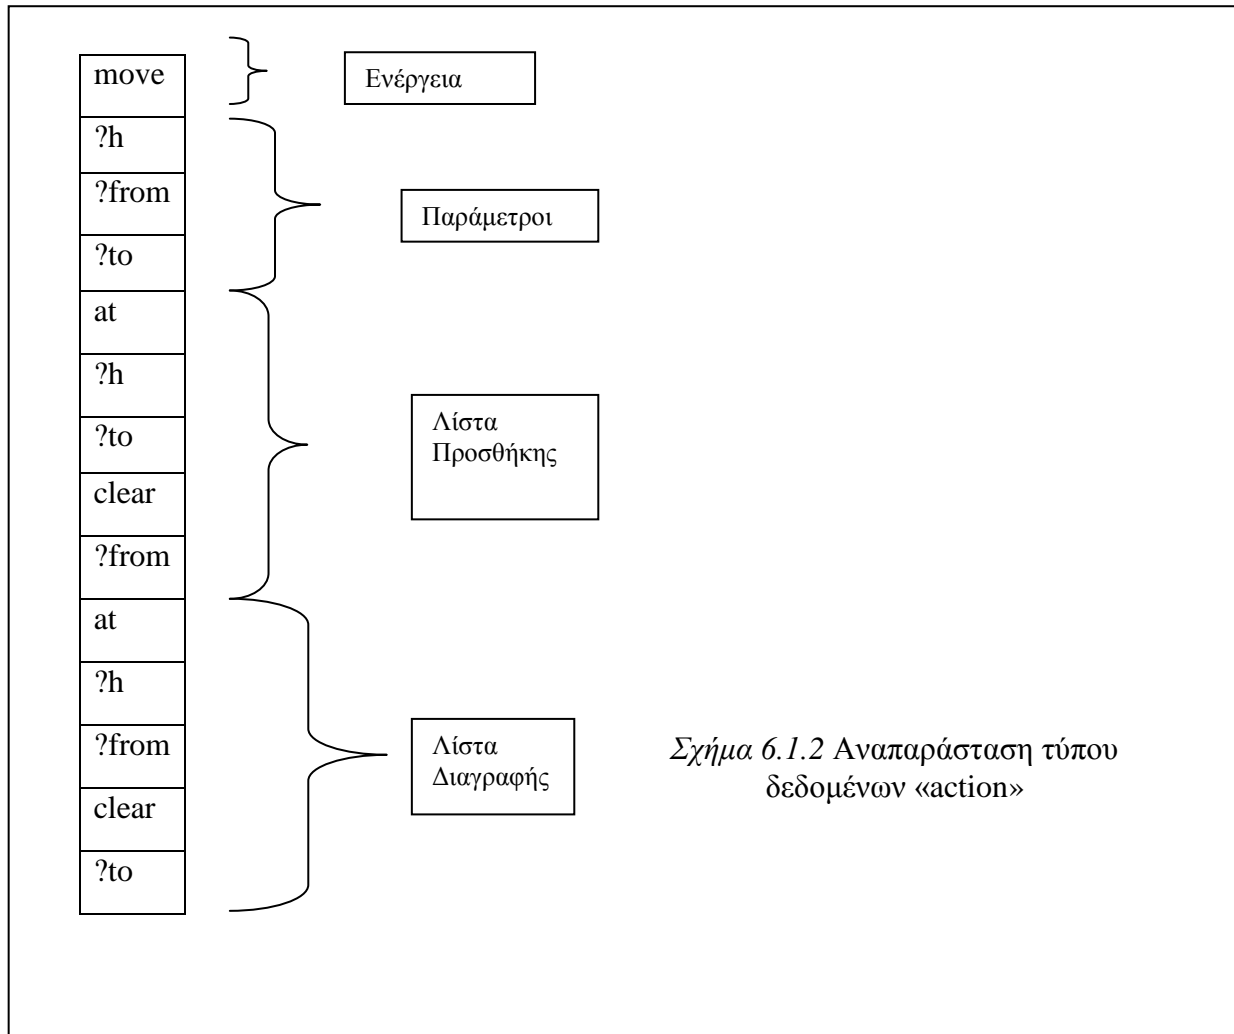 move
Ενέργεια
?h
?from
Παράμετροι
?to
at
?h
?to
Λίστα
Προσθήκης
clear
?from
at
?h
?from
Λίστα
Διαγραφής
clear
?to
Σχήμα 6.1.2 Αναπαράσταση τύπου
δεδομένων «action»